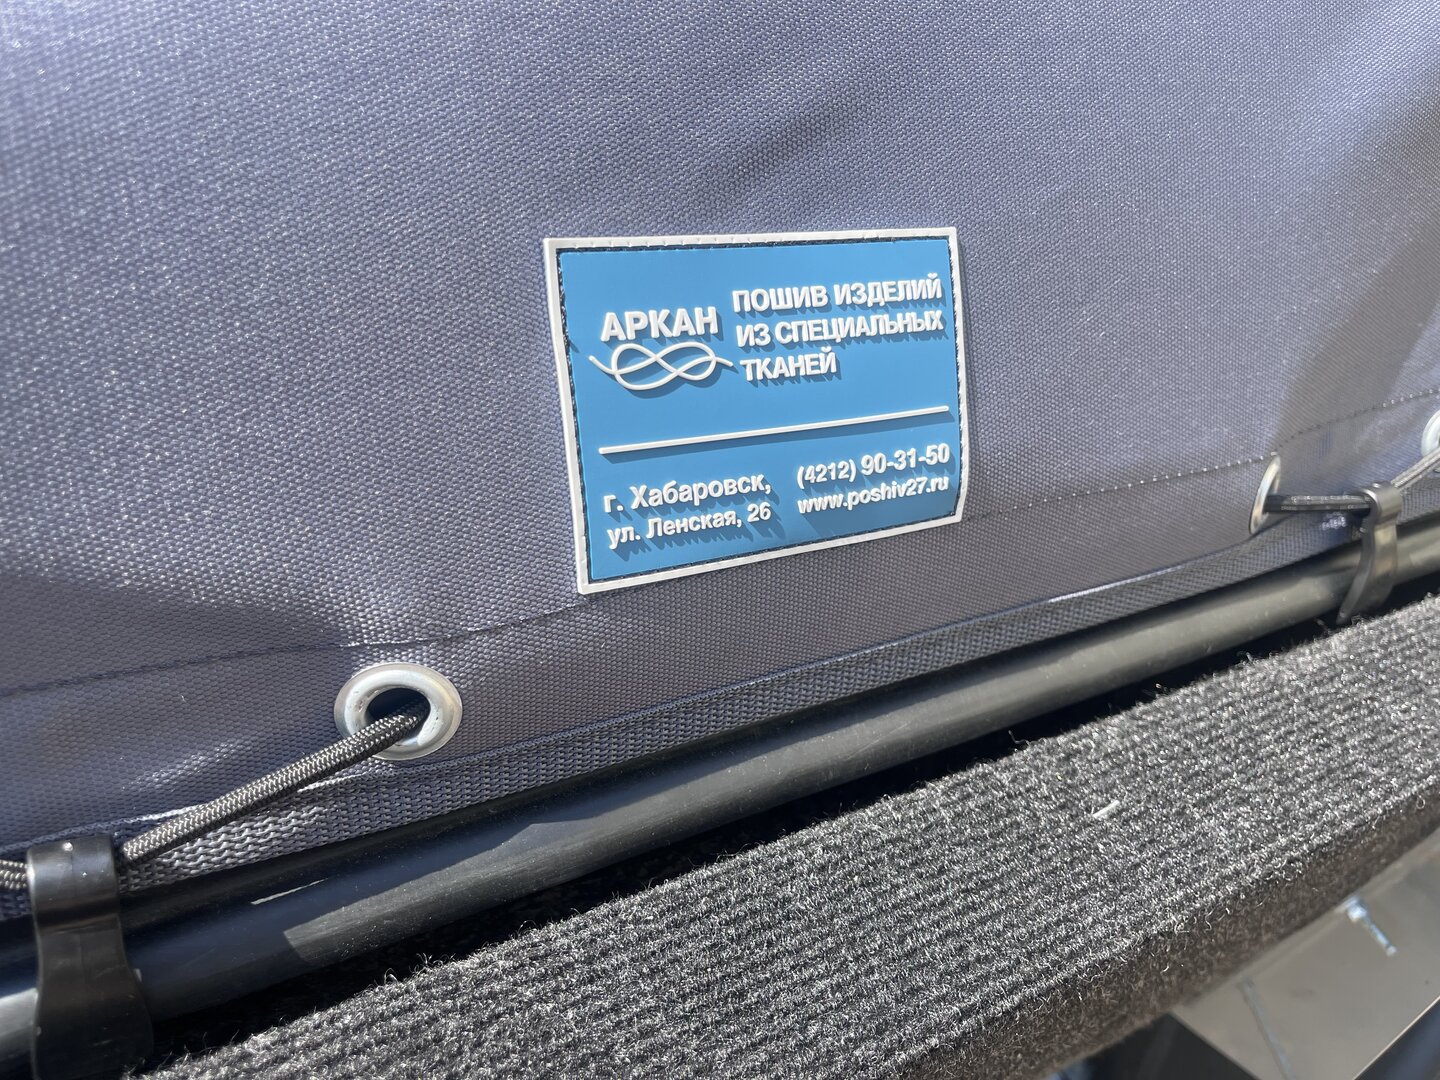 АРКАН
ПОШИВ ИЗДЕЛИЙ
ИЗ СПЕЦИАЛЬНЫХ
ТКАНЕЙ
г. Хабаровск,
ул. Ленская, 26
(4212) 90-31-50
www.poshiv27.ru